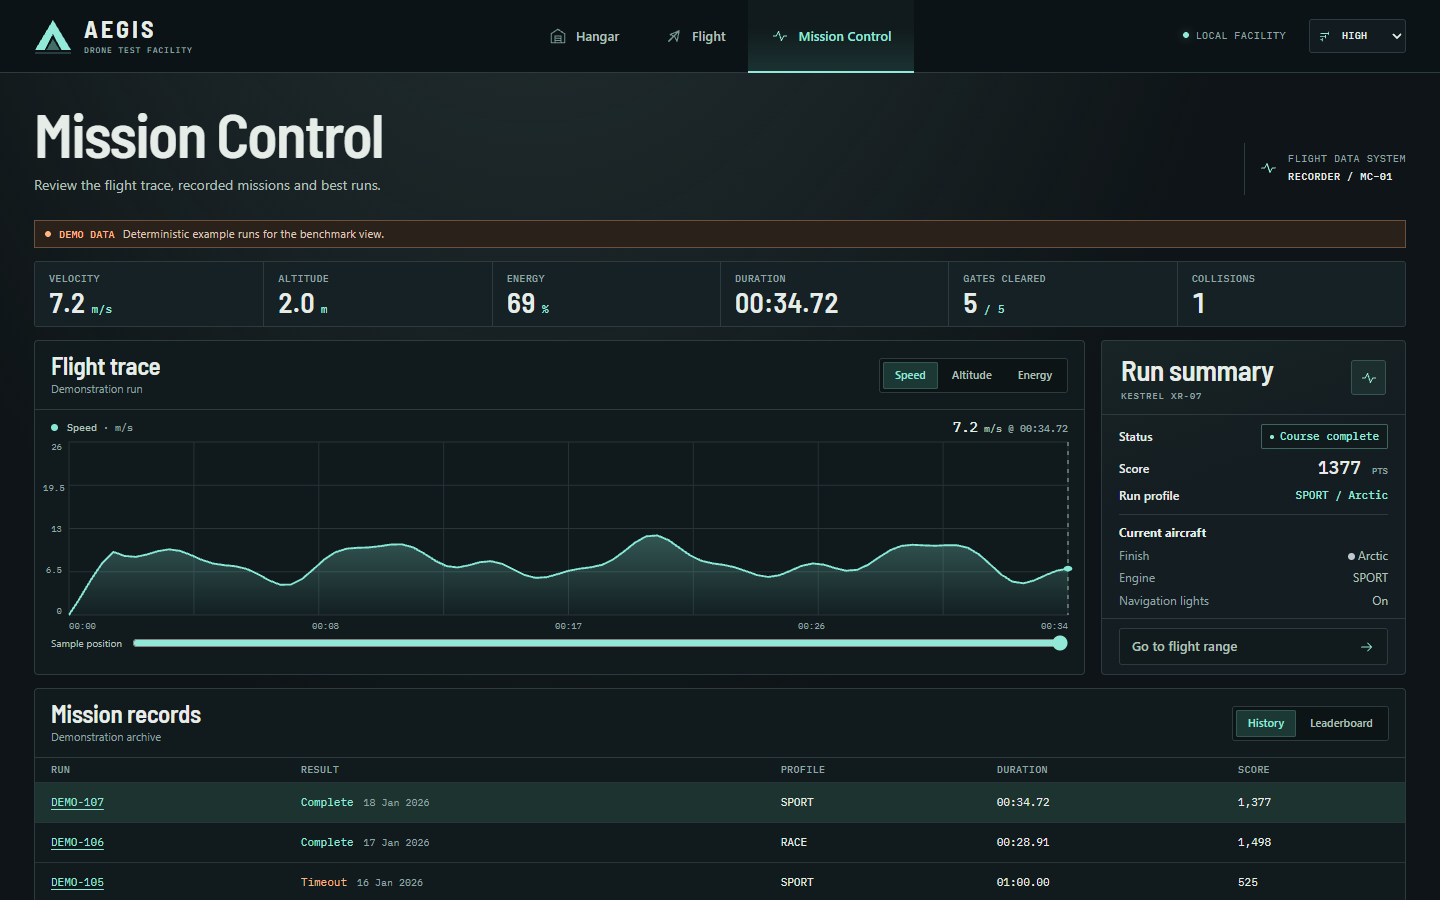 AEGIS
DRONE TEST FACILITY
Hangar
Flight
Mission Control
LOCAL FACILITY
HIGH
Mission Control
Review the flight trace, recorded missions and best runs.
FLIGHT DATA SYSTEM
RECORDER / MC-01
DEMO DATA Deterministic example runs for the benchmark view.
VELOCITY
7.2 m/s
ALTITUDE
2.0 m
ENERGY
69 %
DURATION
00:34.72
GATES CLEARED
5 / 5
COLLISIONS
1
Flight trace
Demonstration run
Speed Altitude Energy
Speed · m/s
7.2 m/s @ 00:34.72
26
19.5
13
6.5
0
00:00 00:08 00:17 00:26 00:34
Sample position
Run summary
KESTREL XR-07
Status Course complete
Score 1377 PTS
Run profile SPORT / Arctic
Current aircraft
Finish Arctic
Engine SPORT
Navigation lights On
Go to flight range →
Mission records
Demonstration archive
History Leaderboard
RUN RESULT PROFILE DURATION SCORE
DEMO-107 Complete 18 Jan 2026 SPORT 00:34.72 1,377
DEMO-106 Complete 17 Jan 2026 RACE 00:28.91 1,498
DEMO-105 Timeout 16 Jan 2026 SPORT 01:00.00 525